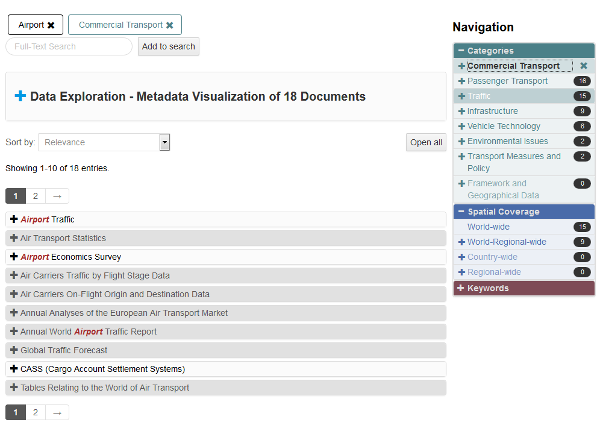 Airport ✖ Commercial Transport ✖
Full-Text Search Add to search
+ Data Exploration - Metadata Visualization of 18 Documents
Sort by: Relevance Open all
Showing 1-10 of 18 entries.
1 2 →
+ Airport Traffic
+ Air Transport Statistics
+ Airport Economics Survey
+ Air Carriers Traffic by Flight Stage Data
+ Air Carriers On-Flight Origin and Destination Data
+ Annual Analyses of the European Air Transport Market
+ Annual World Airport Traffic Report
+ Global Traffic Forecast
+ CASS (Cargo Account Settlement Systems)
+ Tables Relating to the World of Air Transport
1 2 →
Navigation
− Categories
+ Commercial Transport ✖
+ Passenger Transport 16
+ Traffic 15
+ Infrastructure 9
+ Vehicle Technology 6
+ Environmental Issues 2
+ Transport Measures and 2
Policy
+ Framework and 0
Geographical Data
− Spatial Coverage
World-wide 15
+ World-Regional-wide 9
+ Country-wide 0
+ Regional-wide 0
+ Keywords